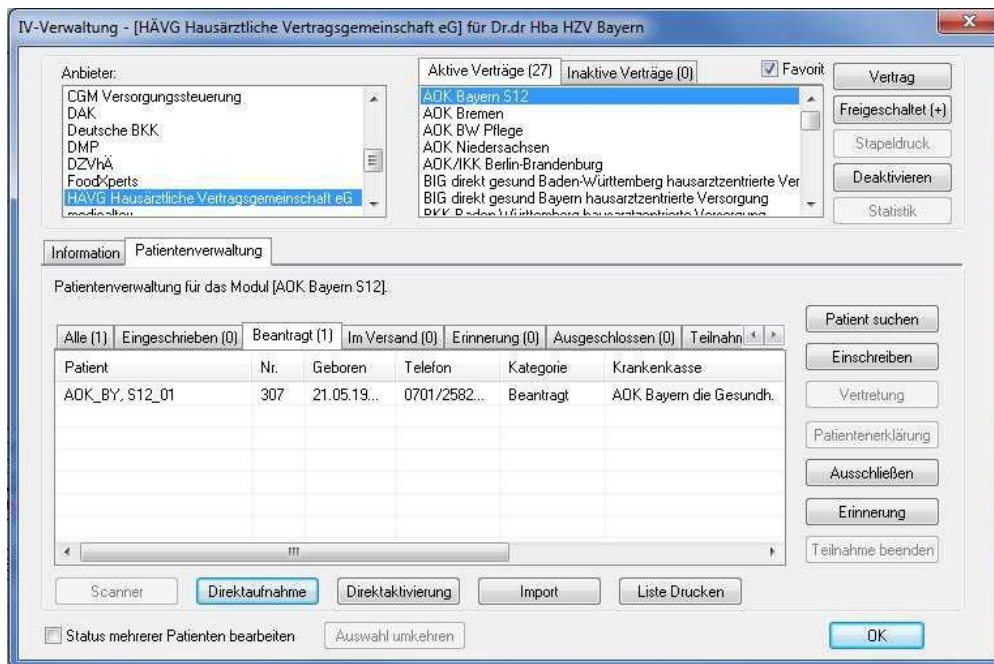 IV-Verwaltung - [HÄVG Hausärztliche Vertragsgemeinschaft eG] für Dr.dr Hba HZV Bayern
Anbieter:
CGM Versorgungssteuerung
DAK
Deutsche BKK
DMP
DZVhÄ
FoodXperts
HÄVG Hausärztliche Vertragsgemeinschaft eG
Aktive Verträge (27) Inaktive Verträge (0) Favorit
AOK Bayern S12
AOK Bremen
AOK BW Pflege
AOK Niedersachsen
AOK/IKK Berlin-Brandenburg
BIG direkt gesund Baden-Württemberg hausarztzentrierte Ver
BIG direkt gesund Bayern hausarztzentrierte Versorgung
BKK Baden Württemberg hausarztzentrierte Versorgung
Vertrag
Freigeschaltet (+)
Stapeldruck
Deaktivieren
Statistik
Information Patientenverwaltung
Patientenverwaltung für das Modul [AOK Bayern S12].
Alle (1) Eingeschrieben (0) Beantragt (1) Im Versand (0) Erinnerung (0) Ausgeschlossen (0) Teilnahn
Patient Nr. Geboren Telefon Kategorie Krankenkasse
AOK_BY, S12_01 307 21.05.19... 0701/2582... Beantragt AOK Bayern die Gesundh.
Patient suchen
Einschreiben
Vertretung
Patientenerklärung
Ausschließen
Erinnerung
Teilnahme beenden
Scanner Direktaufnahme Direktaktivierung Import Liste Drucken
Status mehrerer Patienten bearbeiten Auswahl umkehren OK